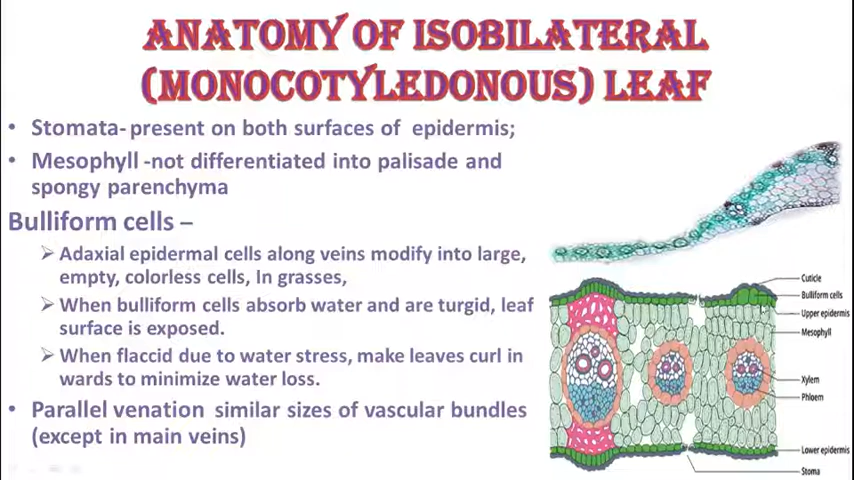 ANATOMY OF ISOBILATERAL
(MONOCOTYLEDONOUS) LEAF
• Stomata- present on both surfaces of epidermis;
• Mesophyll -not differentiated into palisade and
spongy parenchyma
Bulliform cells –
➢ Adaxial epidermal cells along veins modify into large,
empty, colorless cells, In grasses,
➢ When bulliform cells absorb water and are turgid, leaf
surface is exposed.
➢ When flaccid due to water stress, make leaves curl in
wards to minimize water loss.
• Parallel venation similar sizes of vascular bundles
(except in main veins)
Cuticle
Bulliform cells
Upper epidermis
Mesophyll
Xylem
Phloem
Lower epidermis
Stoma